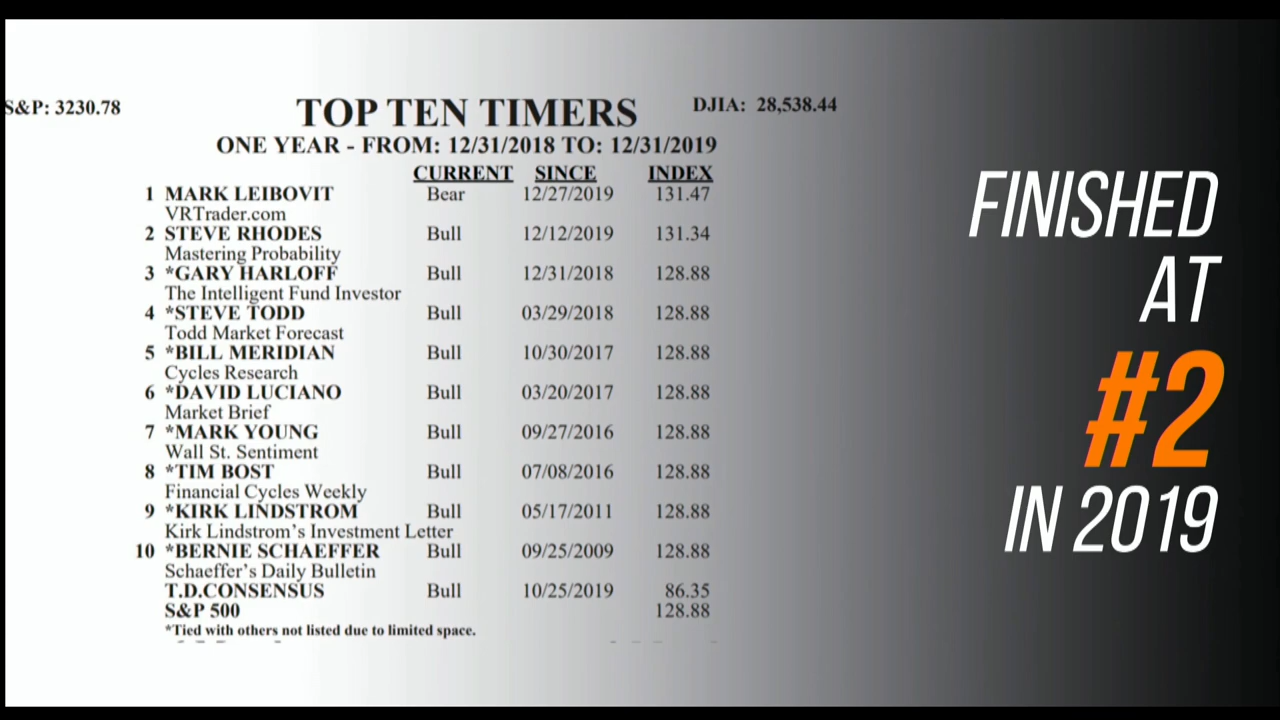 S&P: 3230.78
TOP TEN TIMERS
DJIA: 28,538.44
ONE YEAR - FROM: 12/31/2018 TO: 12/31/2019
CURRENT SINCE INDEX
1 MARK LEIBOVIT Bear 12/27/2019 131.47
VRTrader.com
2 STEVE RHODES Bull 12/12/2019 131.34
Mastering Probability
3 *GARY HARLOFF Bull 12/31/2018 128.88
The Intelligent Fund Investor
4 *STEVE TODD Bull 03/29/2018 128.88
Todd Market Forecast
5 *BILL MERIDIAN Bull 10/30/2017 128.88
Cycles Research
6 *DAVID LUCIANO Bull 03/20/2017 128.88
Market Brief
7 *MARK YOUNG Bull 09/27/2016 128.88
Wall St. Sentiment
8 *TIM BOST Bull 07/08/2016 128.88
Financial Cycles Weekly
9 *KIRK LINDSTROM Bull 05/17/2011 128.88
Kirk Lindstrom's Investment Letter
10 *BERNIE SCHAEFFER Bull 09/25/2009 128.88
Schaeffer's Daily Bulletin
T.D.CONSENSUS Bull 10/25/2019 86.35
S&P 500 128.88
*Tied with others not listed due to limited space.
FINISHED
AT
#2
IN 2019